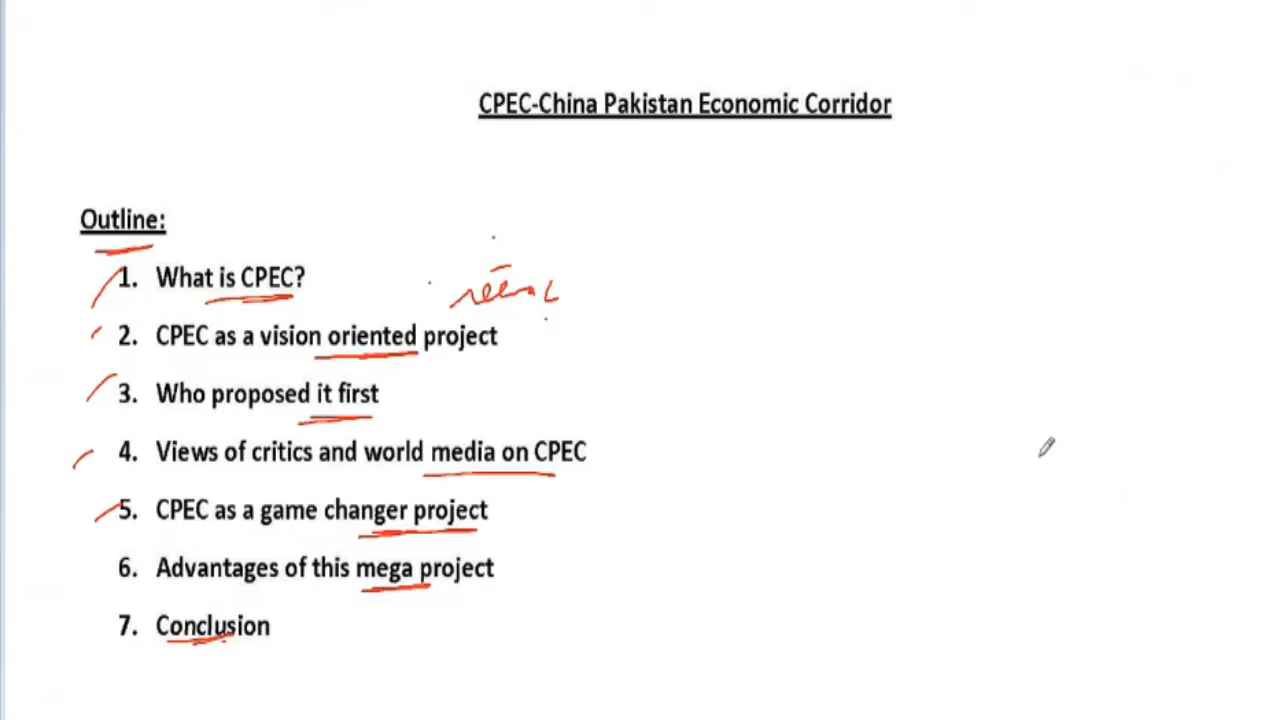 CPEC-China Pakistan Economic Corridor
Outline:
1. What is CPEC?
2. CPEC as a vision oriented project
3. Who proposed it first
4. Views of critics and world media on CPEC
5. CPEC as a game changer project
6. Advantages of this mega project
7. Conclusion